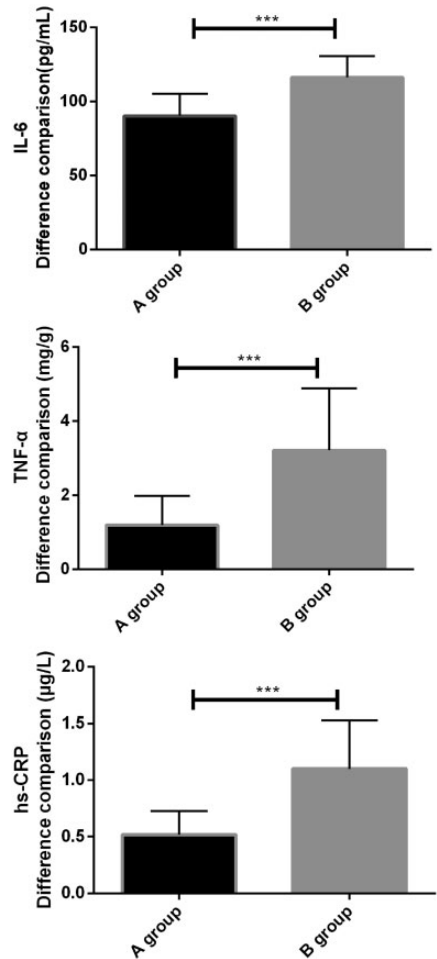 IL-6
Difference comparison(pg/mL)
150
100
50
0
***
A group
B group
TNF-α
Difference comparison (mg/g)
6
4
2
0
***
A group
B group
hs-CRP
Difference comparison (μg/L)
2.0
1.5
1.0
0.5
0.0
***
A group
B group